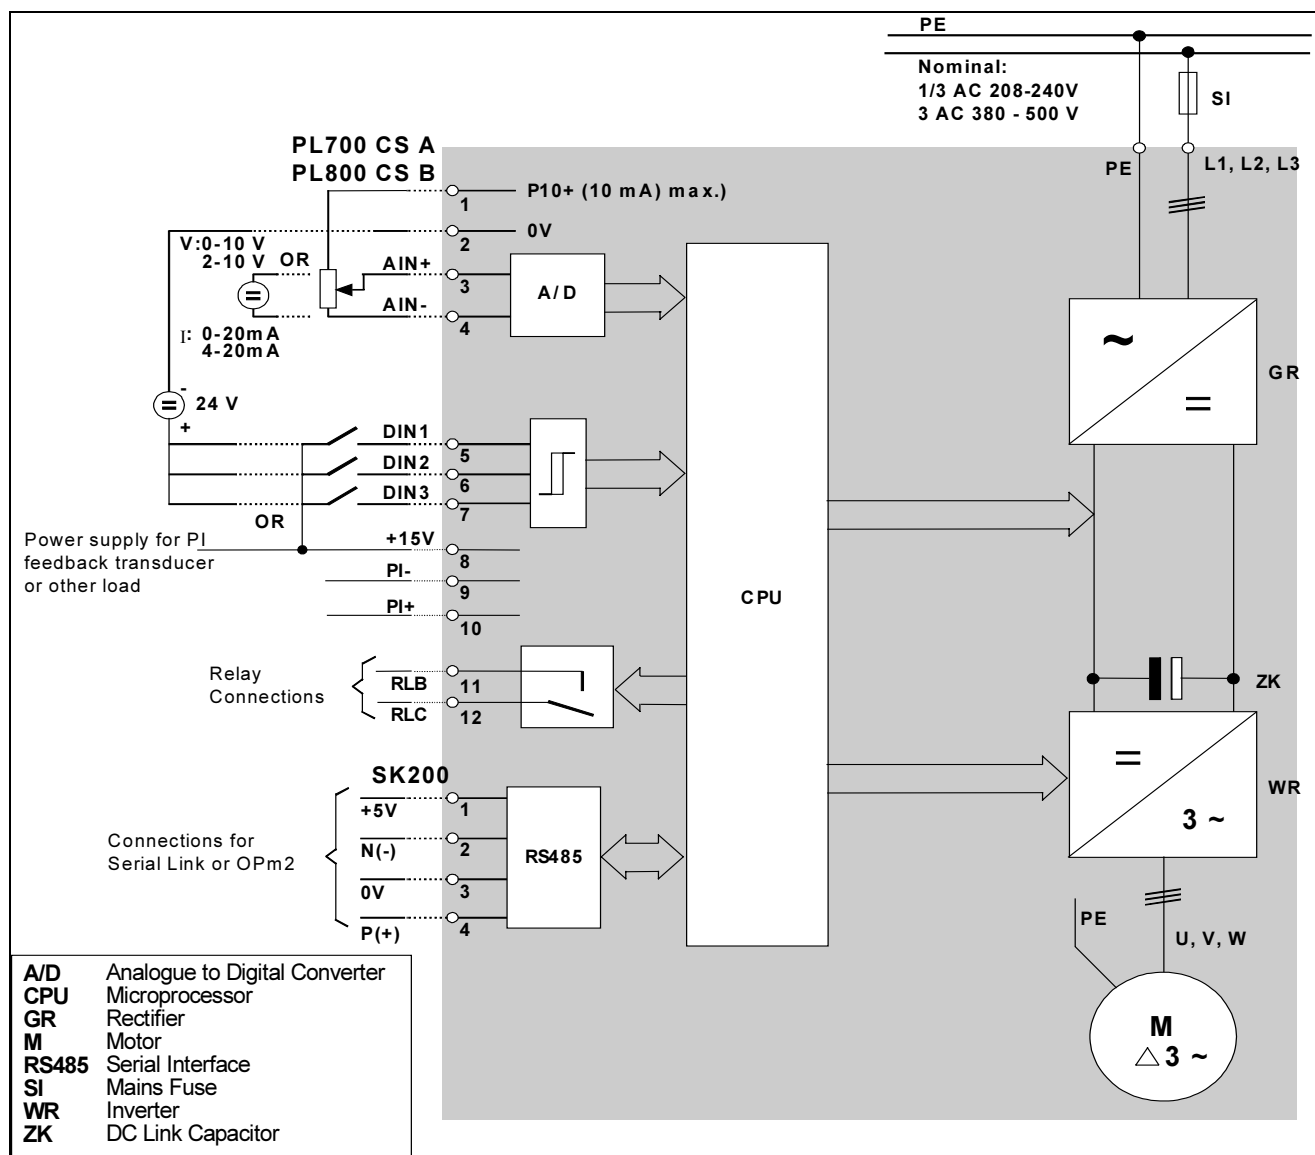 PE
Nominal:
1/3 AC 208-240V
3 AC 380 - 500 V
SI
PL700 CS A
PL800 CS B
PE
L1, L2, L3
P10+ (10 mA) max.)
1
0V
2
V:0-10 V
2-10 V
OR
AIN+
3
A/D
AIN-
4
I: 0-20mA
4-20mA
~
=
GR
-
= 24 V
+
DIN1
5
DIN2
6
DIN3
7
OR
Power supply for PI
feedback transducer
or other load
+15V
8
PI-
9
PI+
10
CPU
Relay
Connections
RLB
11
RLC
12
ZK
=
3 ~
WR
SK200
+5V
1
Connections for
Serial Link or OPm2
N(-)
2
RS485
0V
3
P(+)
4
PE
U, V, W
M
△ 3 ~
A/D Analogue to Digital Converter
CPU Microprocessor
GR Rectifier
M Motor
RS485 Serial Interface
SI Mains Fuse
WR Inverter
ZK DC Link Capacitor